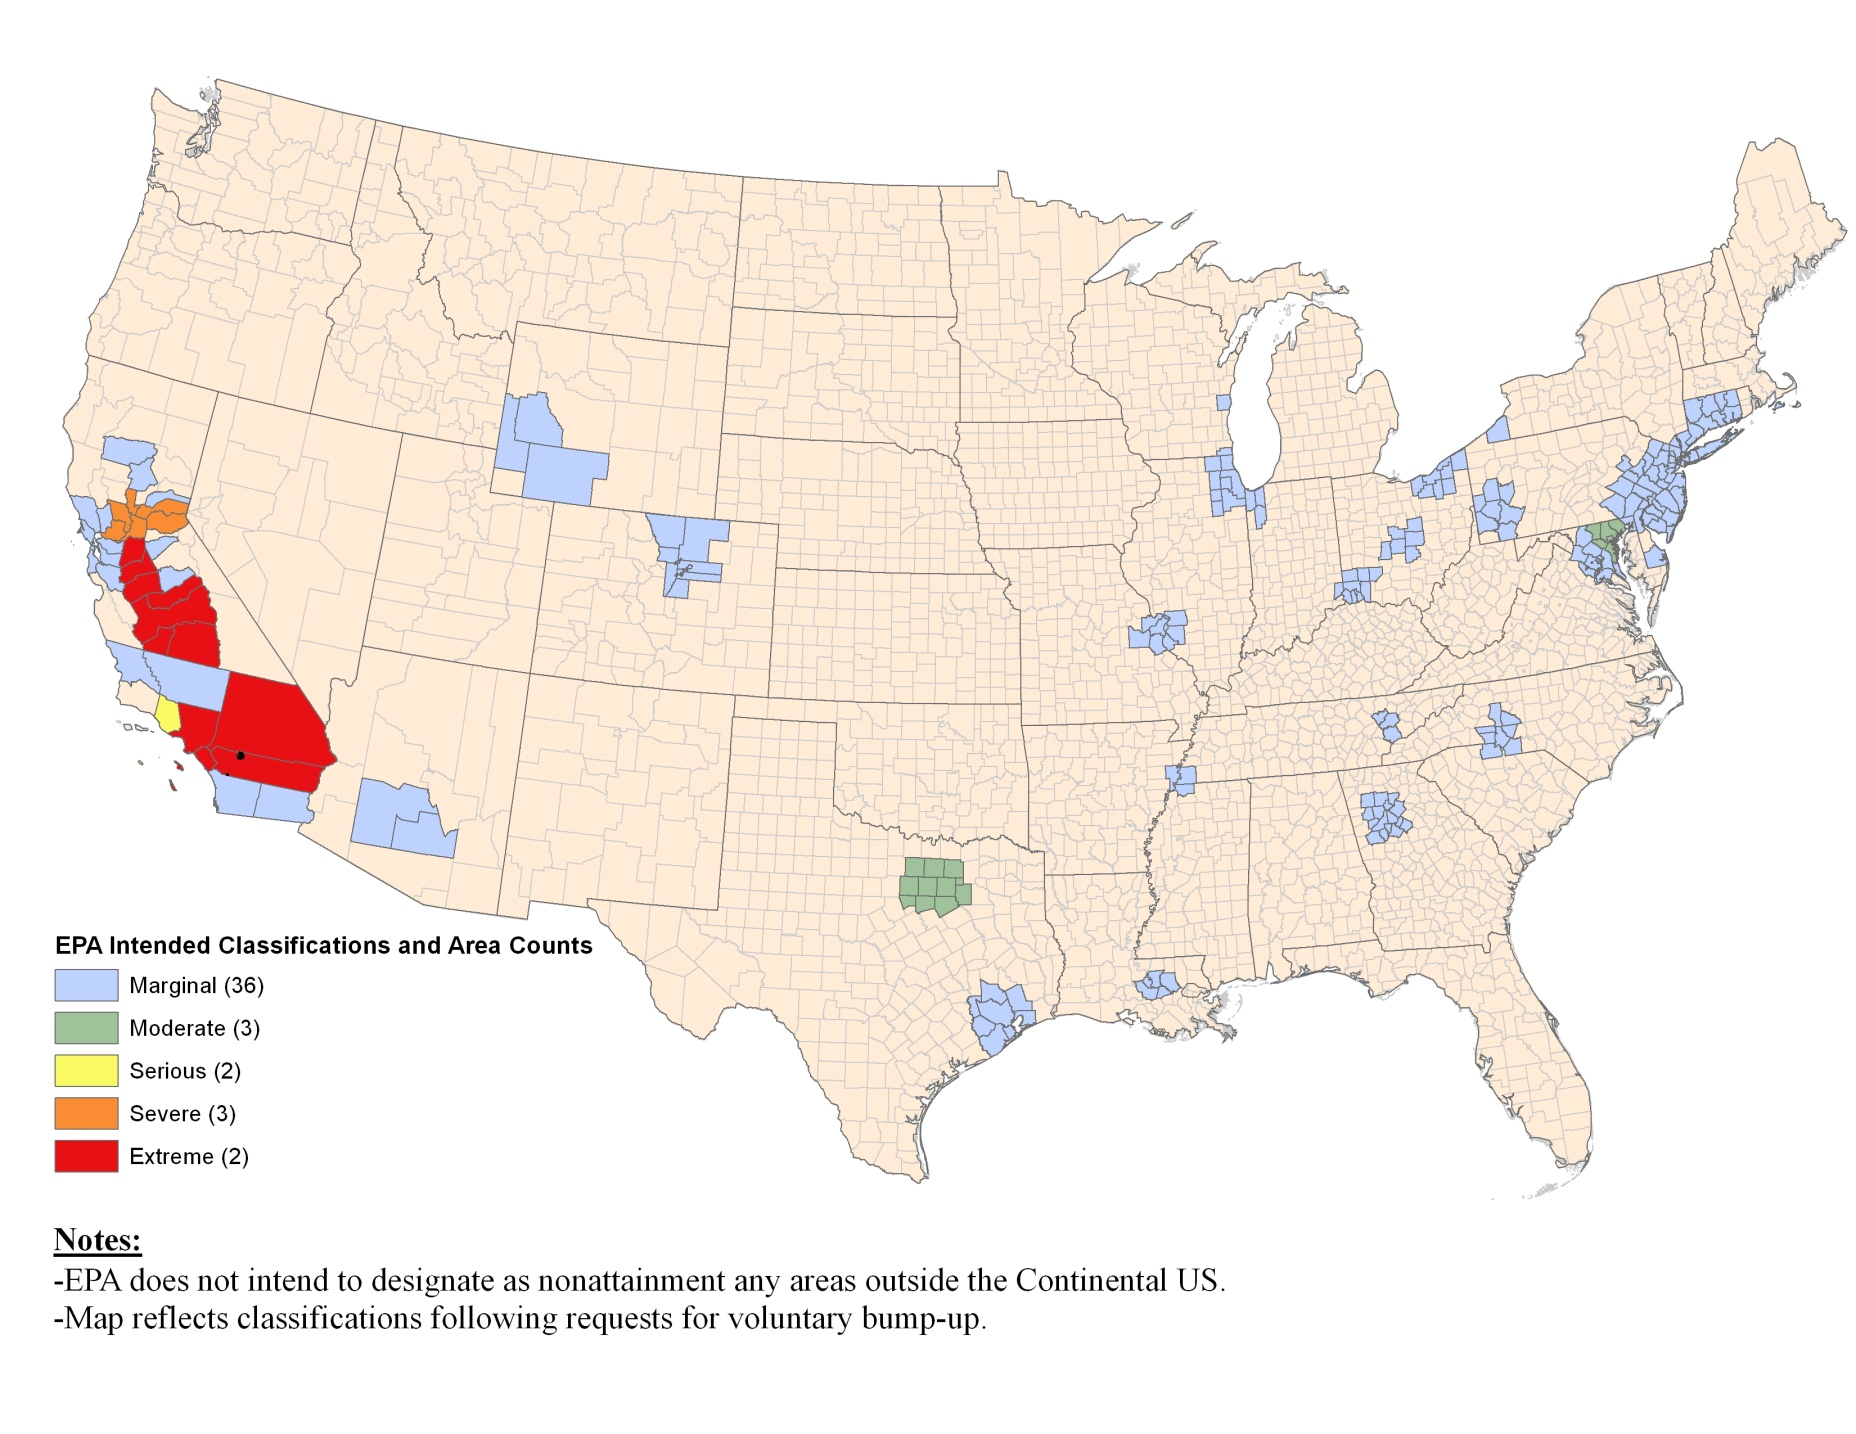 EPA Intended Classifications and Area Counts
Marginal (36)
Moderate (3)
Serious (2)
Severe (3)
Extreme (2)
Notes:
-EPA does not intend to designate as nonattainment any areas outside the Continental US.
-Map reflects classifications following requests for voluntary bump-up.